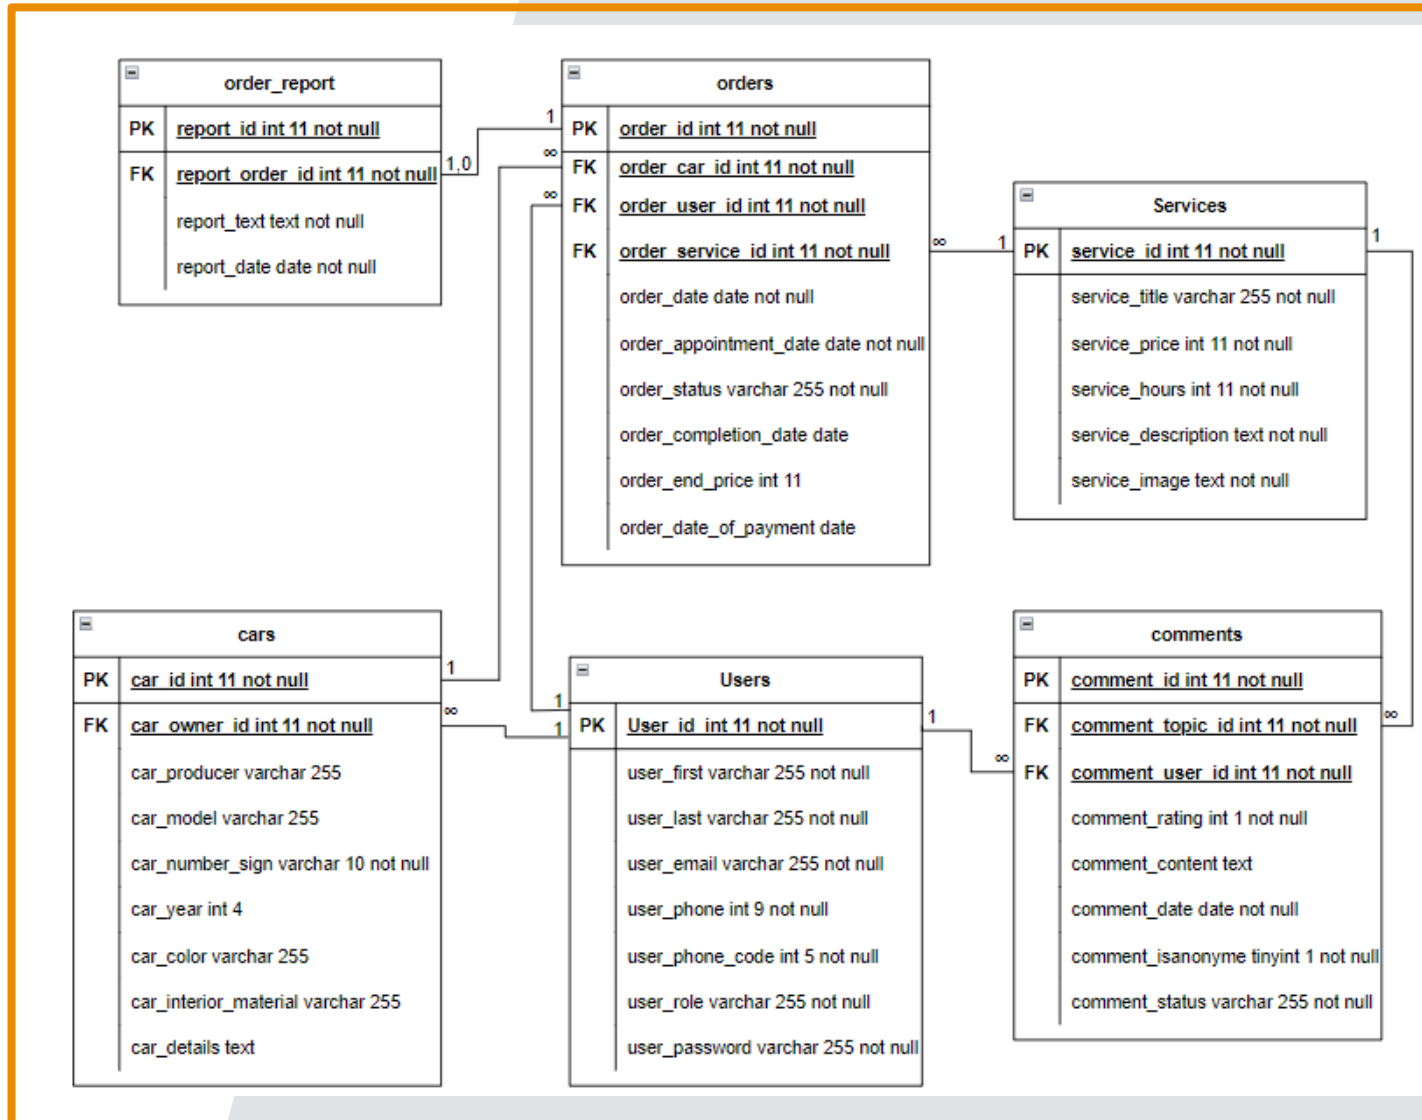 order_report
PK report_id int 11 not null
FK report_order_id int 11 not null
report_text text not null
report_date date not null
1
1,0
∞
∞
orders
PK order_id int 11 not null
FK order_car_id int 11 not null
FK order_user_id int 11 not null
FK order_service_id int 11 not null
order_date date not null
order_appointment_date date not null
order_status varchar 255 not null
order_completion_date date
order_end_price int 11
order_date_of_payment date
∞
1
Services
PK service_id int 11 not null
service_title varchar 255 not null
service_price int 11 not null
service_hours int 11 not null
service_description text not null
service_image text not null
1
cars
PK car_id int 11 not null
FK car_owner_id int 11 not null
car_producer varchar 255
car_model varchar 255
car_number_sign varchar 10 not null
car_year int 4
car_color varchar 255
car_interior_material varchar 255
car_details text
1
∞
1
1
Users
PK User_id int 11 not null
user_first varchar 255 not null
user_last varchar 255 not null
user_email varchar 255 not null
user_phone int 9 not null
user_phone_code int 5 not null
user_role varchar 255 not null
user_password varchar 255 not null
1
∞
comments
PK comment_id int 11 not null
FK comment_topic_id int 11 not null
FK comment_user_id int 11 not null
comment_rating int 1 not null
comment_content text
comment_date date not null
comment_isanonyme tinyint 1 not null
comment_status varchar 255 not null
∞